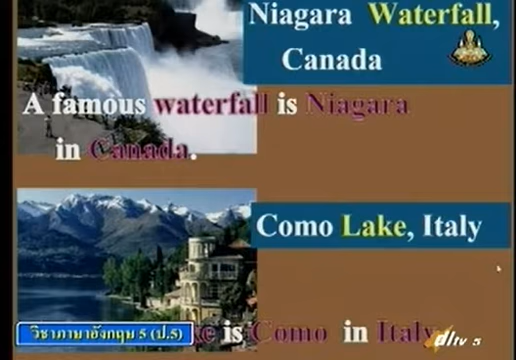 Niagara Waterfall,
Canada
A famous waterfall is Niagara
in Canada.
Como Lake, Italy
is Como in Italy
วิชาภาษาอังกฤษ 5 (ป.5)
dltv 5